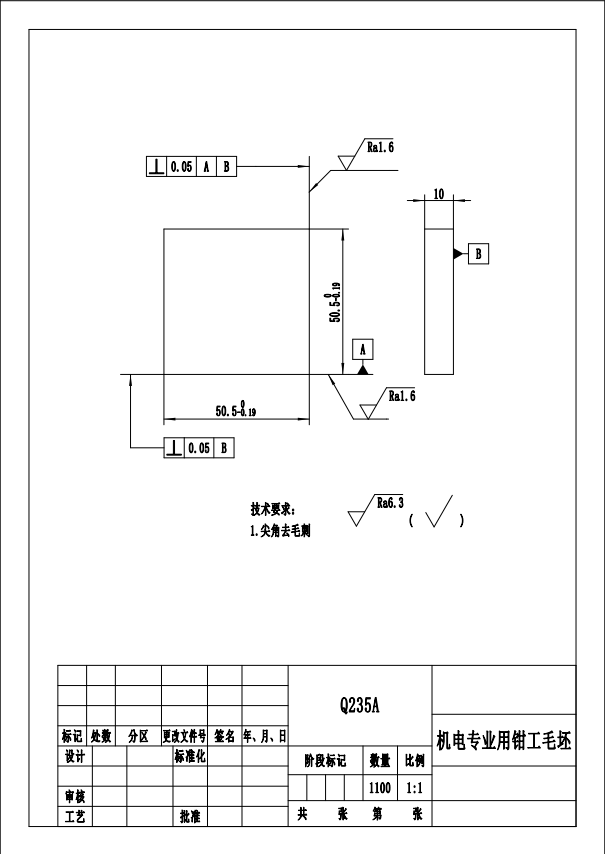 Ra1.6
⊥ 0.05 A B
10
B
50.5 0 -0.19
A
Ra1.6
50.5 0 -0.19
⊥ 0.05 B
技术要求:
1.尖角去毛刺
Ra6.3 ( )
Q235A
标记 处数 分区 更改文件号 签名 年、月、日
机电专业用钳工毛坯
设计 标准化
阶段标记 数量 比例
1100 1:1
审核
工艺 批准
共 张 第 张